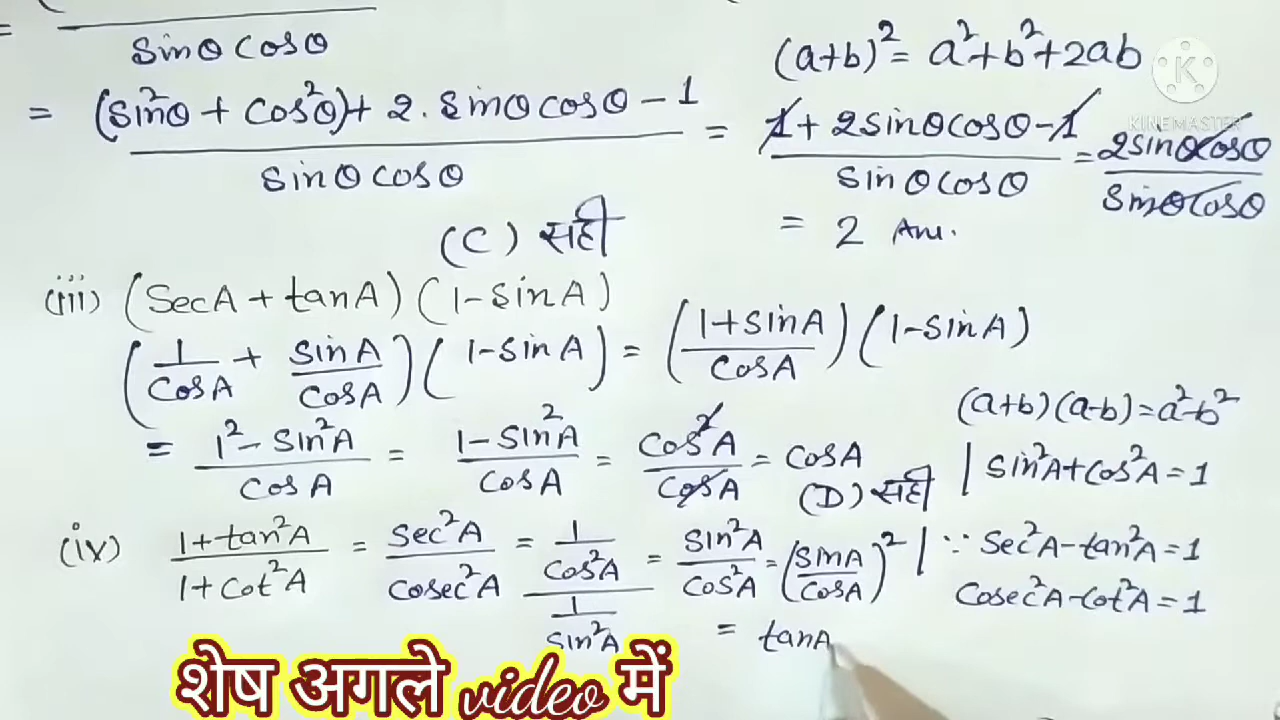 = sinθ cosθ
= (sin²θ + cos²θ) + 2. sinθ cosθ - 1 / sinθ cosθ = 1 + 2sinθcosθ - 1 / sinθcosθ = 2sinθcosθ / sinθcosθ
(a+b)² = a² + b² + 2ab
KINEMASTER
= 2 Ans.
(C) सही
(iii) (SecA + tanA) (1 - sinA)
(1/cosA + sinA/cosA) (1 - sinA) = (1 + sinA / cosA) (1 - sinA)
(a+b)(a-b) = a² - b²
= 1² - sin²A / cosA = 1 - sin²A / cosA = cos²A / cosA = cosA
| sin²A + cos²A = 1
(D) सही
(iv) 1 + tan²A / 1 + cot²A = sec²A / cosec²A = 1/cos²A / 1/sin²A = sin²A / cos²A = (sinA / cosA)² | ∵ Sec²A - tan²A = 1
cosec²A - cot²A = 1
= tanA
शेष अगले video में